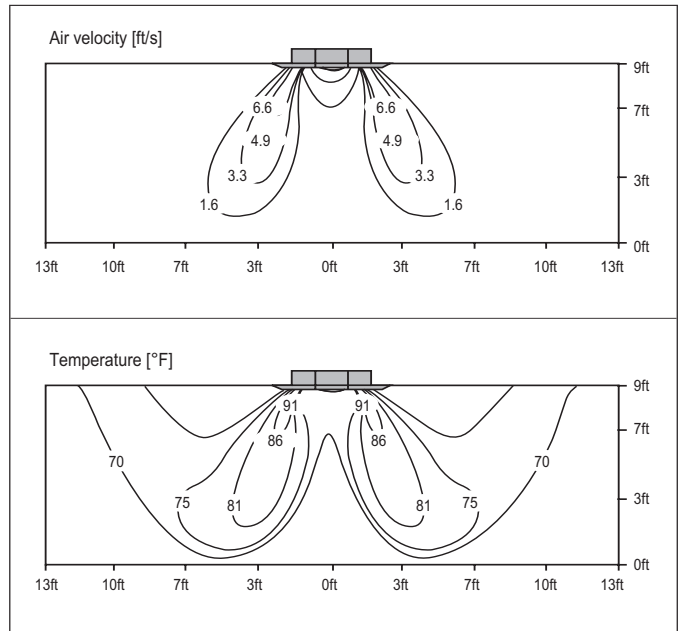 Air velocity [ft/s]
9ft
6.6 6.6 7ft
4.9 4.9
3.3 3.3 3ft
1.6 1.6
0ft
13ft 10ft 7ft 3ft 0ft 3ft 7ft 10ft 13ft
Temperature [°F]
9ft
91 91
7ft
86 86
70 70
75 81 81 75 3ft
0ft
13ft 10ft 7ft 3ft 0ft 3ft 7ft 10ft 13ft